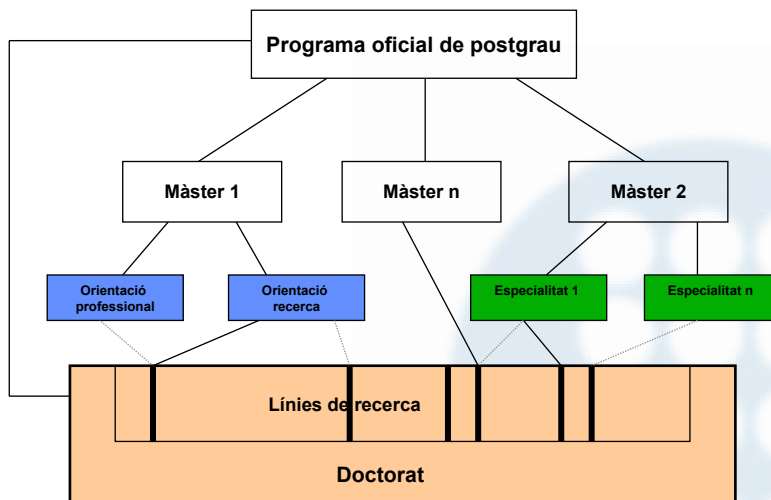 Programa oficial de postgrau
Màster 1
Màster n
Màster 2
Orientació
professional
Orientació
recerca
Especialitat 1
Especialitat n
Línies de recerca
Doctorat